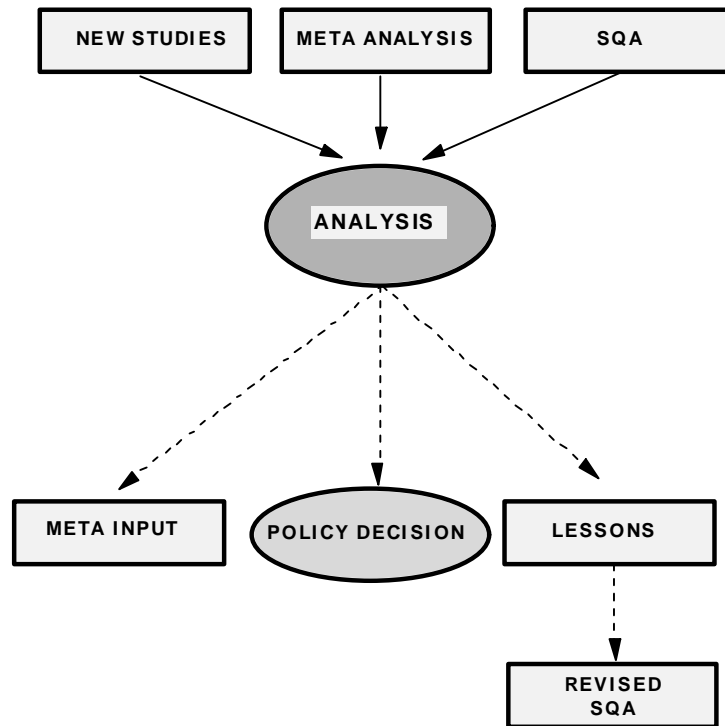 NEW STUDIES
META ANALYSIS
SQA
ANALYSIS
META INPUT
POLICY DECISION
LESSONS
REVISED
SQA